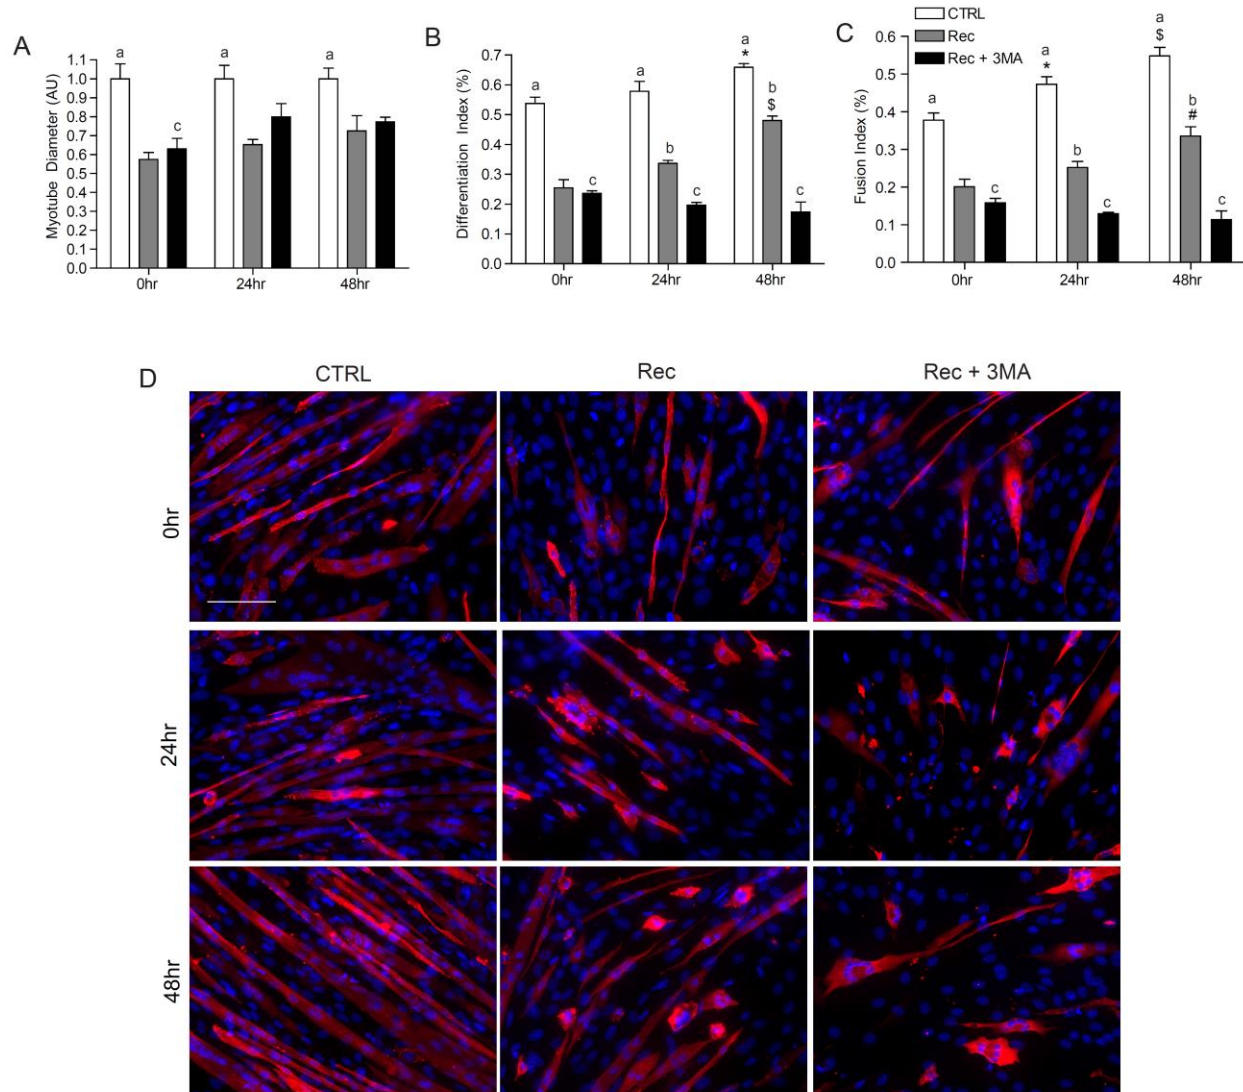 A
Myotube Diameter (AU)
1.1
1.0
0.9
0.8
0.7
0.6
0.5
0.4
0.3
0.2
0.1
0.0
a
c
a
a
0hr
24hr
48hr
B
Differentiation Index (%)
0.7
0.6
0.5
0.4
0.3
0.2
0.1
0.0
a
c
a
b
c
a
*
b
$
c
0hr
24hr
48hr
C
CTRL
Rec
Rec + 3MA
Fusion Index (%)
0.6
0.5
0.4
0.3
0.2
0.1
0.0
a
c
a
*
b
c
a
$
b
#
c
0hr
24hr
48hr
D
CTRL
Rec
Rec + 3MA
0hr
24hr
48hr